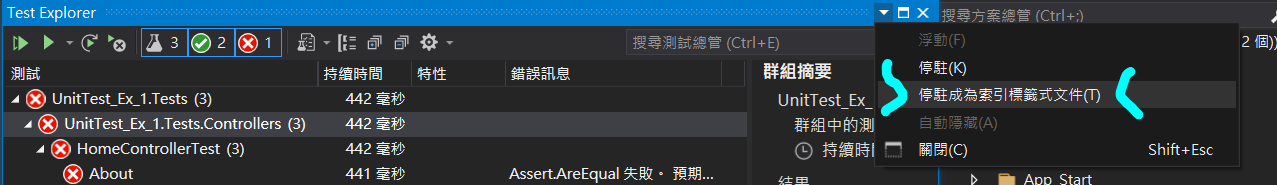 Test Explorer
搜尋方案總管 (Ctrl+;)
3 2 1
搜尋測試總管 (Ctrl+E)
浮動(F)
2 個))
測試 持續時間 特性 錯誤訊息
群組摘要
停駐(K)
UnitTest_Ex_1.Tests (3) 442 毫秒
UnitTest_Ex_
停駐成為索引標籤式文件(T)
UnitTest_Ex_1.Tests.Controllers (3) 442 毫秒
群組中的測
自動隱藏(A)
HomeControllerTest (3) 442 毫秒
持續時
關閉(C) Shift+Esc
About 441 毫秒 Assert.AreEqual 失敗。 預期...
App_Start